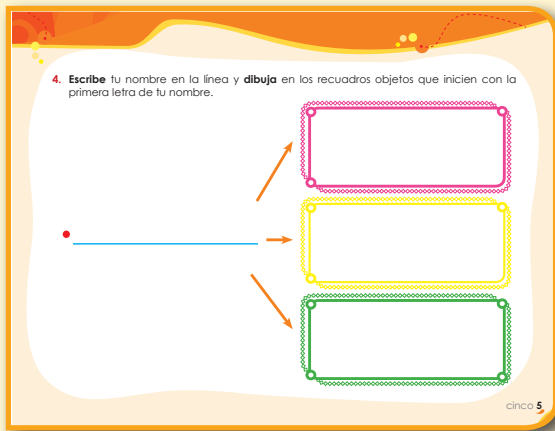 4. Escribe tu nombre en la línea y dibuja en los recuadros objetos que inicien con la
primera letra de tu nombre.
cinco 5